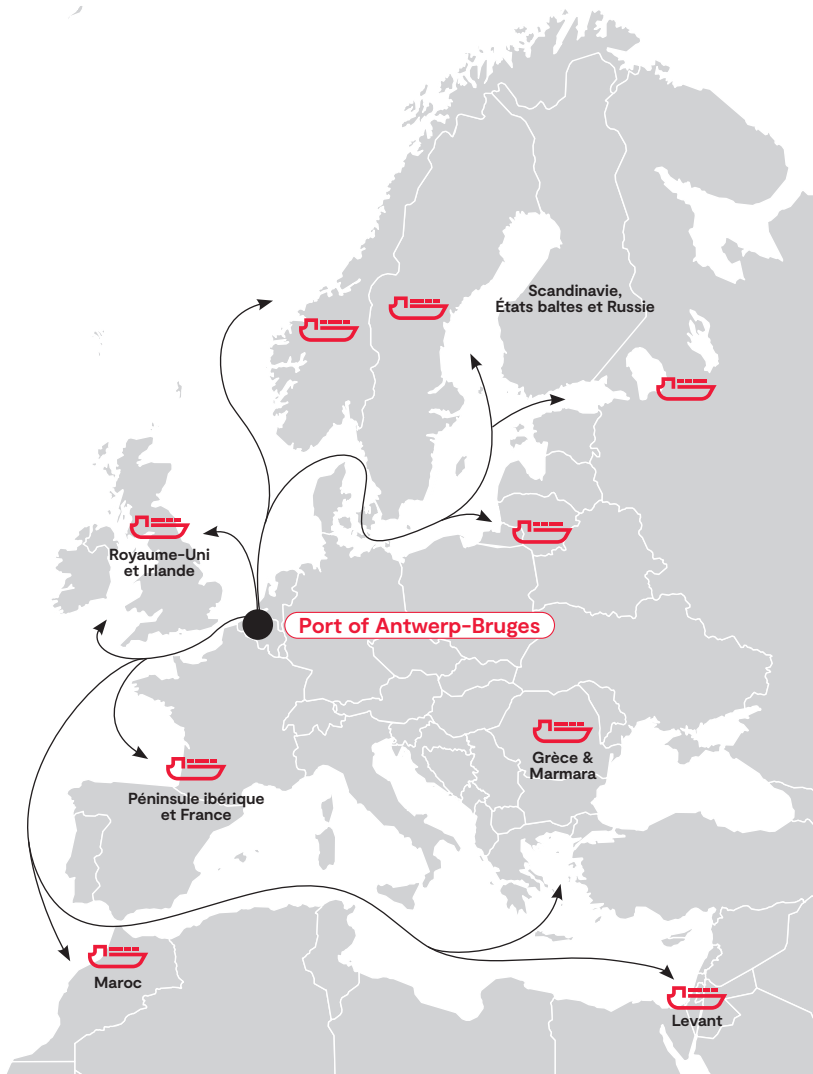 Scandinavie,
États baltes et Russie
Royaume-Uni
et Irlande
Port of Antwerp-Bruges
Grèce &
Marmara
Péninsule ibérique
et France
Maroc
Levant